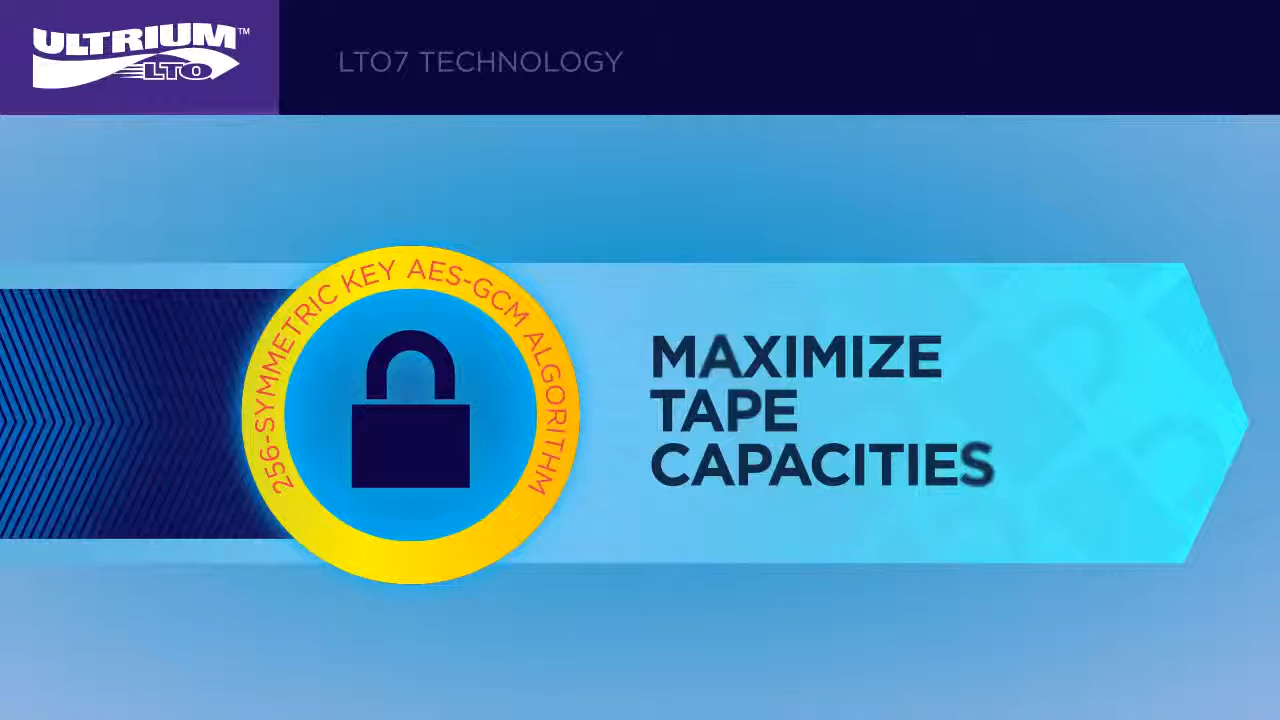 ULTRIUM™
LTO
LTO7 TECHNOLOGY
256-SYMMETRIC KEY AES-GCM ALGORITHM
MAXIMIZE
TAPE
CAPACITIES